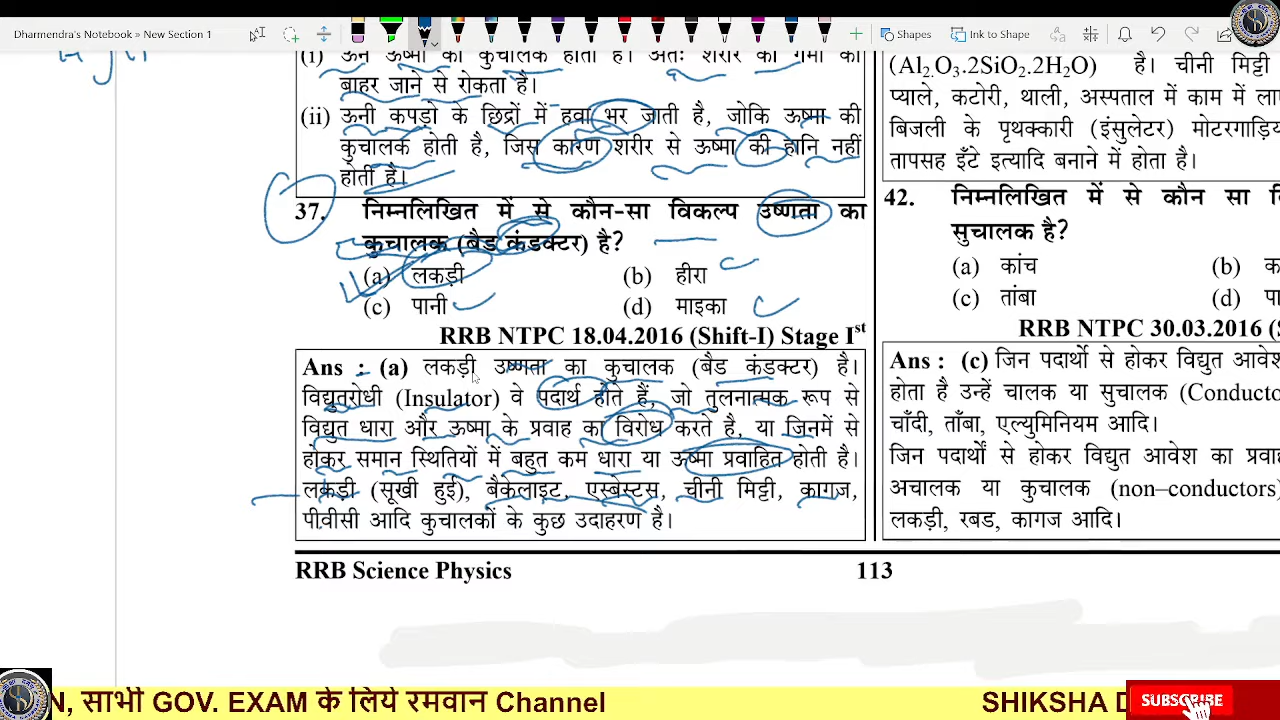 Dharmendra's Notebook » New Section 1
Shapes
Ink to Shape
(i) ऊन ऊष्मा का कुचालक होता है। अतः शरीर की गर्मी को
बाहर जाने से रोकता है।
(ii) ऊनी कपड़ो के छिद्रों में हवा भर जाती है, जोकि ऊष्मा की
कुचालक होती है, जिस कारण शरीर से ऊष्मा की हानि नहीं
होती है।
37. निम्नलिखित में से कौन-सा विकल्प उष्णता का
कुचालक (बैड कंडक्टर) है?
(a) लकड़ी (b) हीरा
(c) पानी (d) माइका
RRB NTPC 18.04.2016 (Shift-I) Stage Ist
Ans : (a) लकड़ी उष्णता का कुचालक (बैड कंडक्टर) है।
विद्युतरोधी (Insulator) वे पदार्थ होते हैं, जो तुलनात्मक रूप से
विद्युत धारा और ऊष्मा के प्रवाह का विरोध करते है, या जिनमें से
होकर समान स्थितियों में बहुत कम धारा या ऊष्मा प्रवाहित होती है।
लकड़ी (सूखी हुई), बैकेलाइट, एस्बेस्टस, चीनी मिट्टी, कागज,
पीवीसी आदि कुचालकों के कुछ उदाहरण है।
RRB Science Physics 113
(Al₂.O₃.2SiO₂.2H₂O) है। चीनी मिट्टी
प्याले, कटोरी, थाली, अस्पताल में काम में
बिजली के पृथक्कारी (इंसुलेटर)
तापसह इँटे इत्यादि बनाने में होता है।
42. निम्नलिखित में से कौन सा
सुचालक है?
(a) कांच (b)
(c) तांबा (d)
RRB NTPC 30.03.2016
Ans : (c) जिन पदार्थो से होकर विद्युत आवेश
होता है उन्हें चालक या सुचालक
चाँदी, ताँबा, एल्युमिनियम आदि।
जिन पदार्थों से होकर विद्युत आवेश का
अचालक या कुचालक (non–conductors)
लकड़ी, रबड, कागज आदि।
साभी GOV. EXAM के लिये रमवान Channel
SHIKSHA
SUBSCRIBE